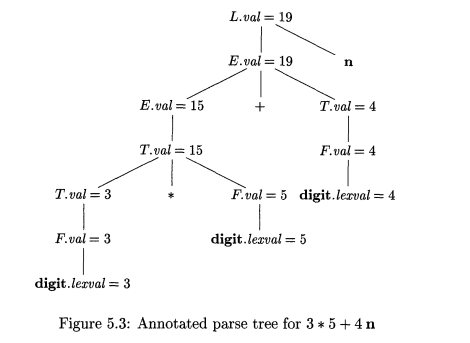 L.val = 19
E.val = 19 n
E.val = 15 + T.val = 4
T.val = 15 F.val = 4
T.val = 3 * F.val = 5 digit.lexval = 4
F.val = 3 digit.lexval = 5
digit.lexval = 3
Figure 5.3: Annotated parse tree for 3 * 5 + 4 n